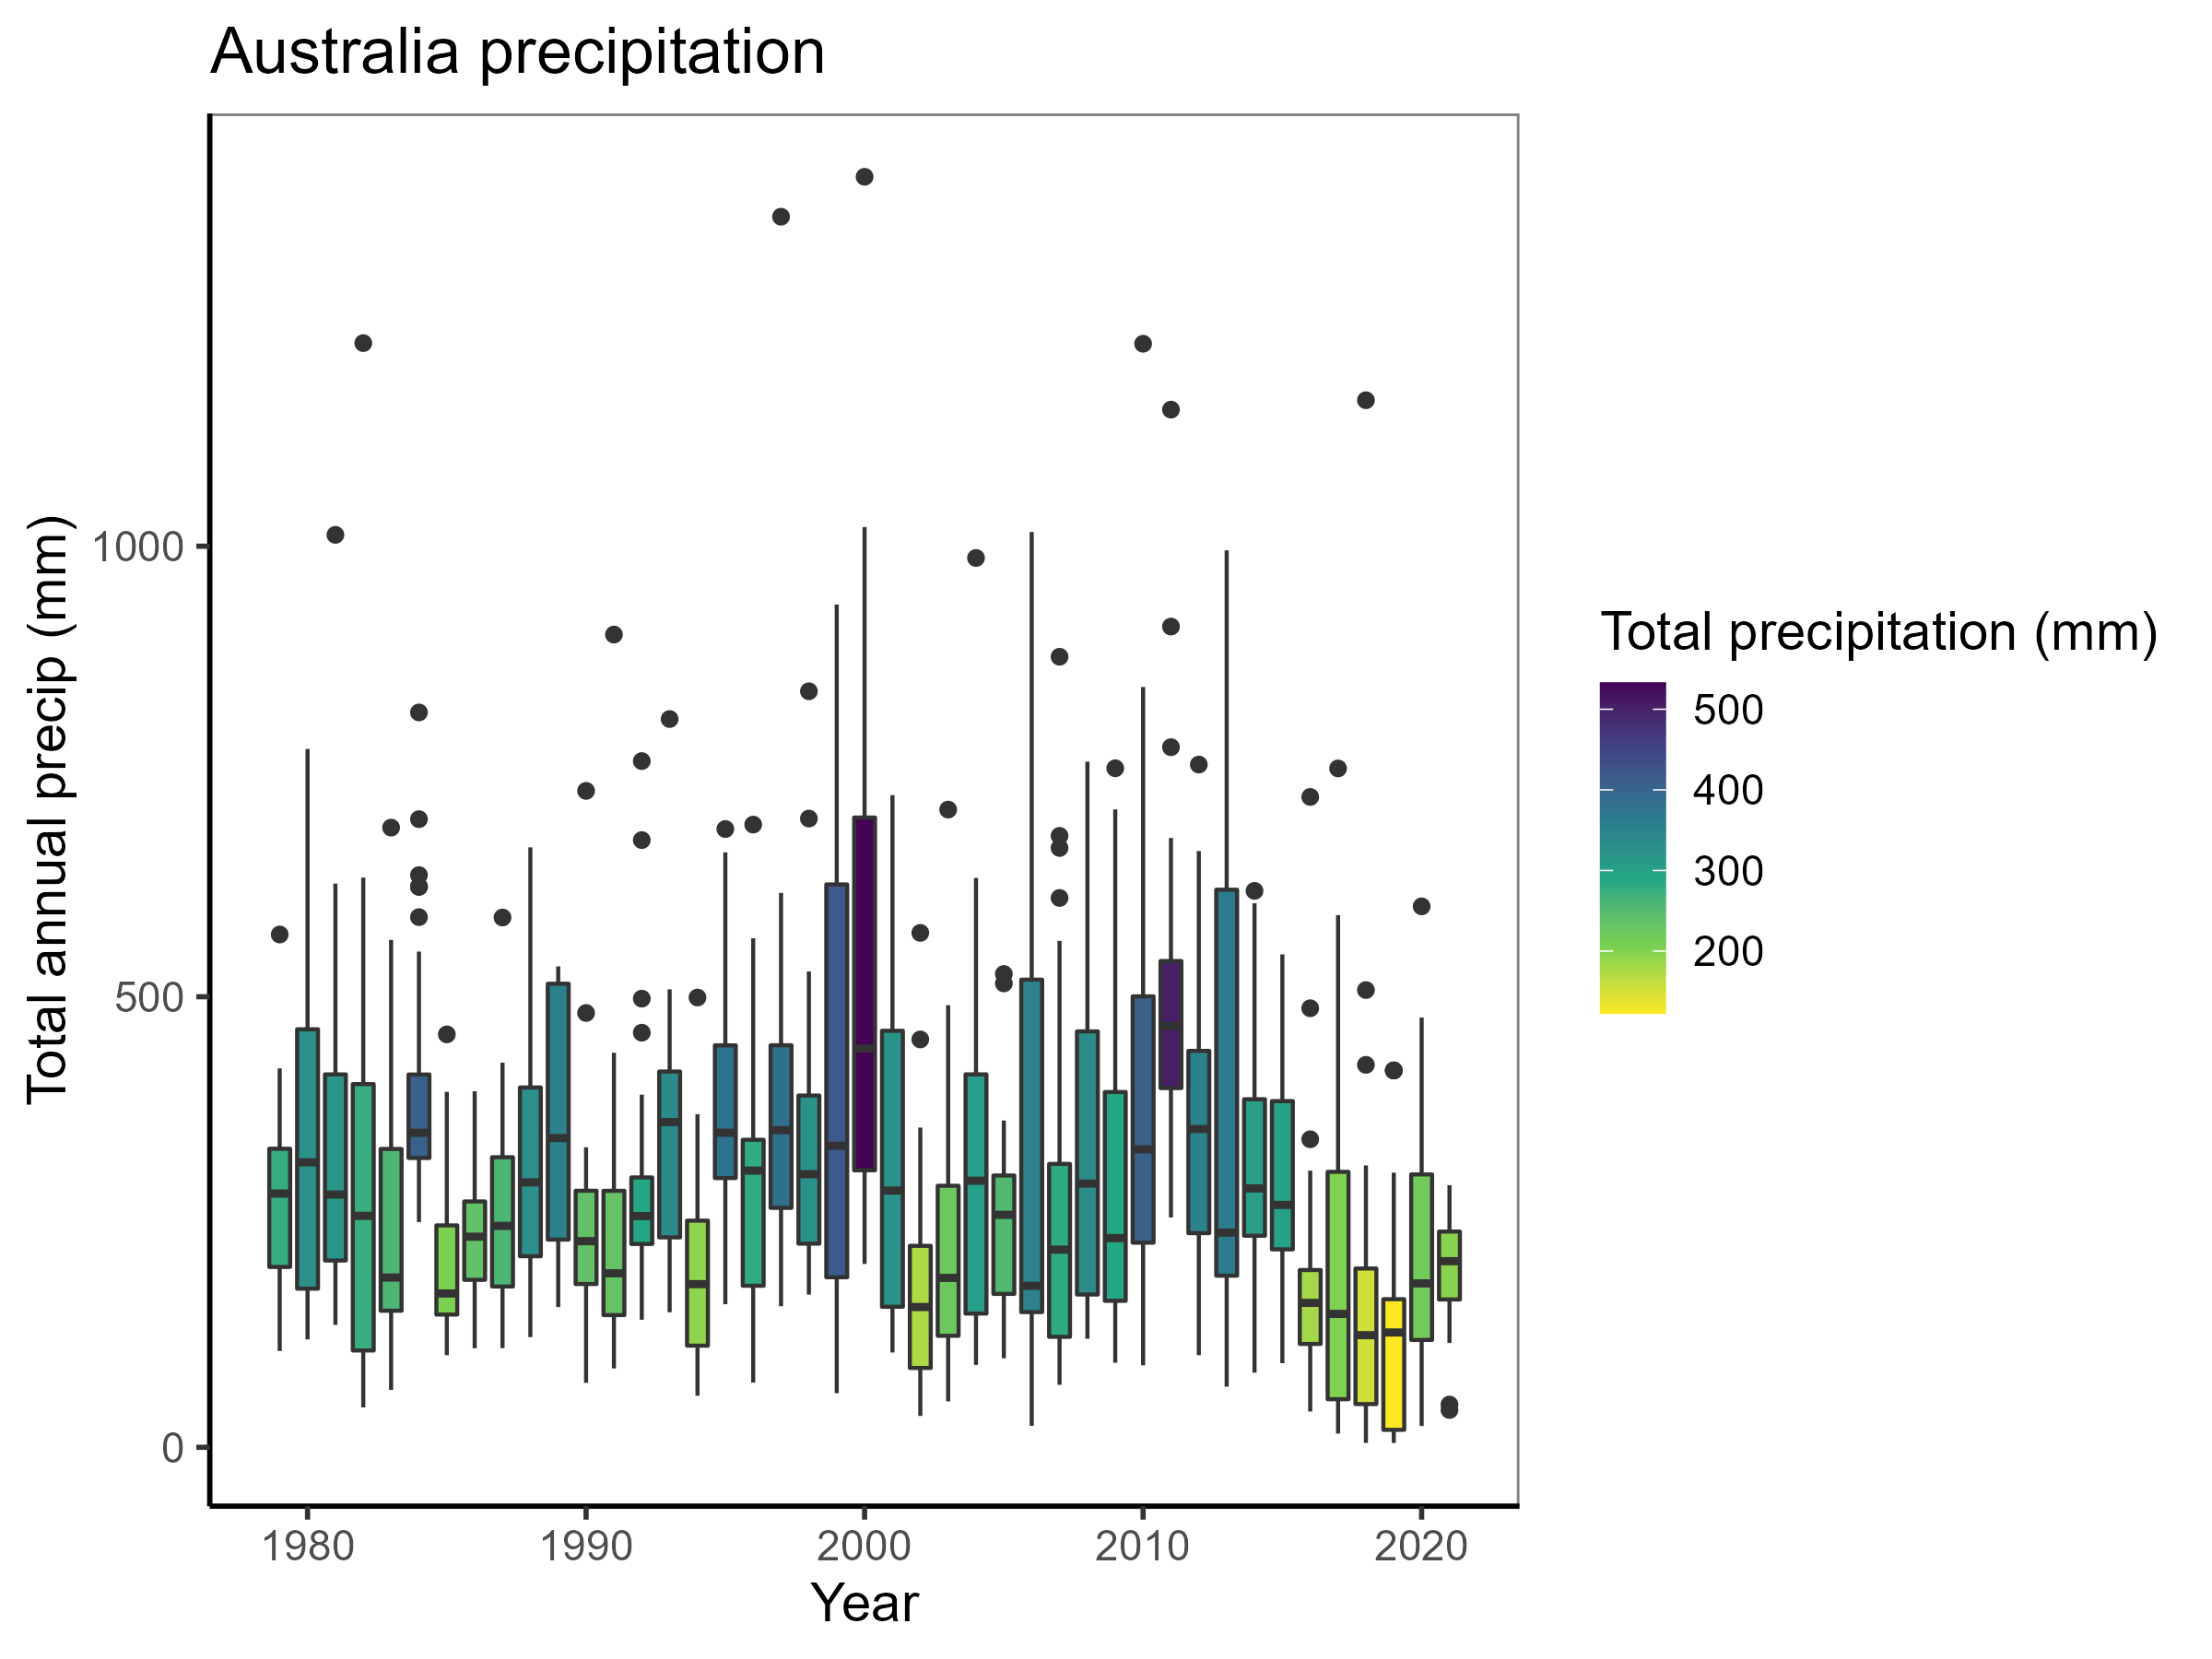 Australia precipitation
Total annual precip (mm)
1000
500
0
1980 1990 2000 2010 2020
Year
Total precipitation (mm)
500
400
300
200